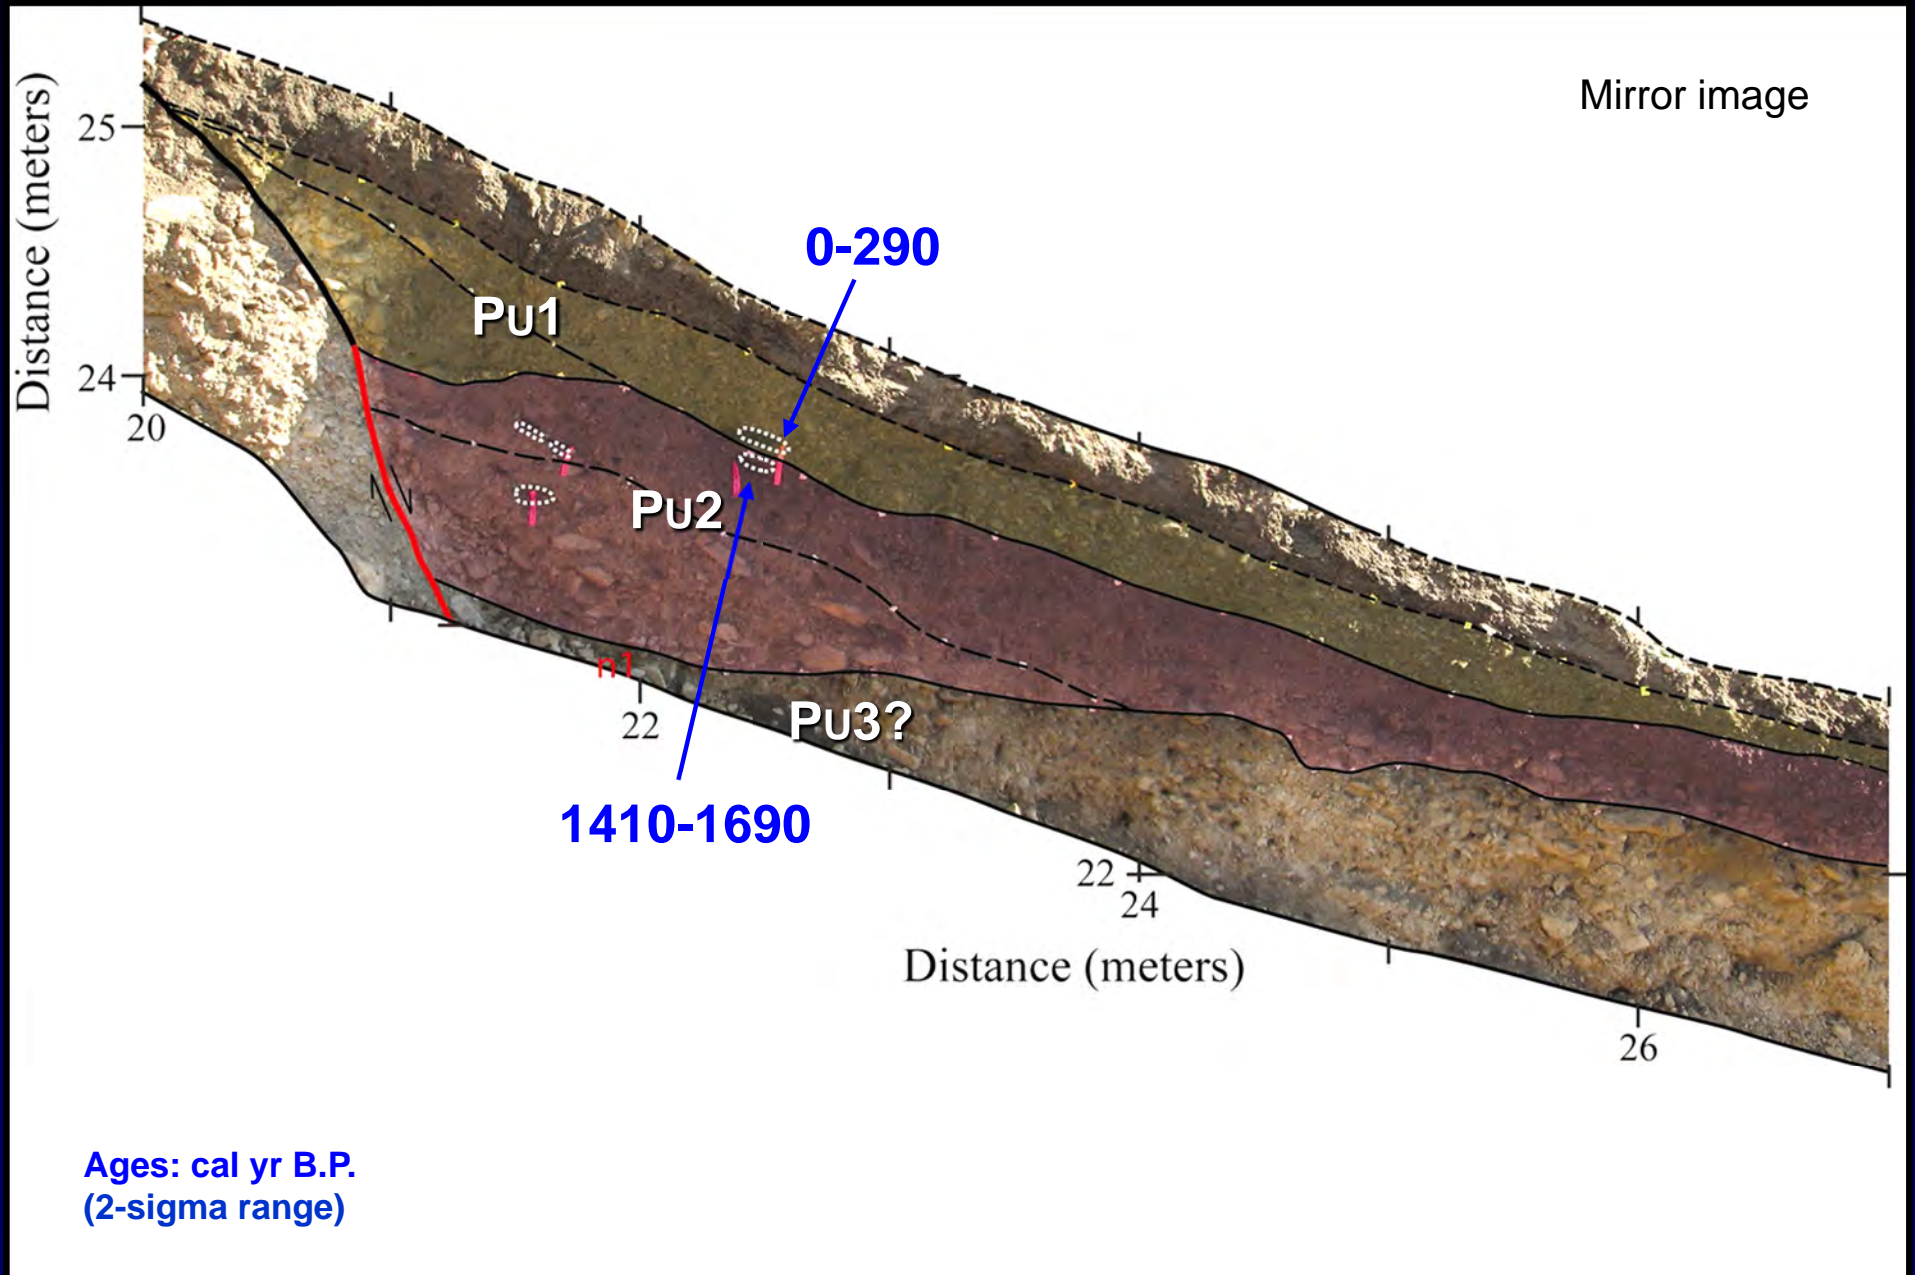 Mirror image
Distance (meters)
25
24
20
0-290
PU1
PU2
n1
22
PU3?
1410-1690
22
24
Distance (meters)
26
Ages: cal yr B.P.
(2-sigma range)